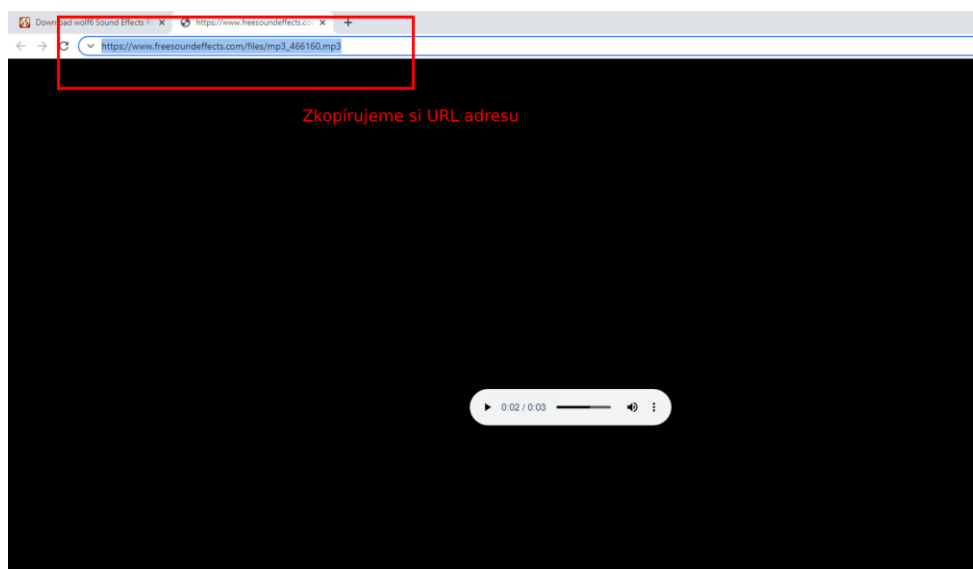 Download wolf6 Sound Effects F
https://www.freesoundeffects.co
https://www.freesoundeffects.com/files/mp3_466160.mp3
Zkopírujeme si URL adresu
0:02 / 0:03